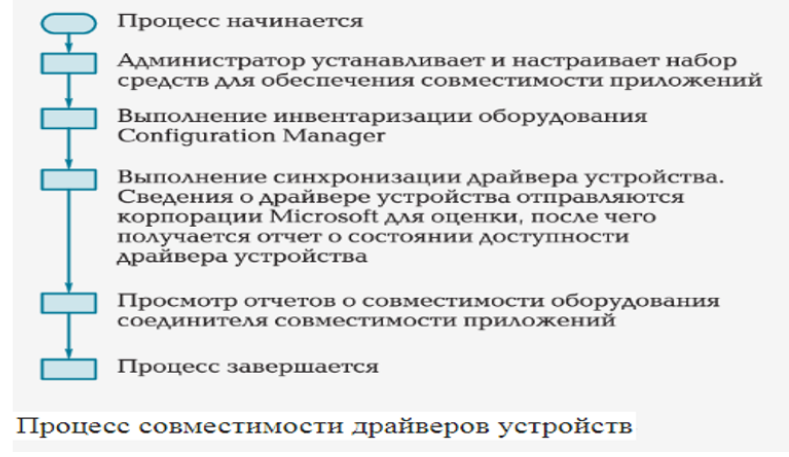 Процесс начинается
Администратор устанавливает и настраивает набор
средств для обеспечения совместимости приложений
Выполнение инвентаризации оборудования
Configuration Manager
Выполнение синхронизации драйвера устройства.
Сведения о драйвере устройства отправляются
корпорации Microsoft для оценки, после чего
получается отчет о состоянии доступности
драйвера устройства
Просмотр отчетов о совместимости оборудования
соединителя совместимости приложений
Процесс завершается
Процесс совместимости драйверов устройств